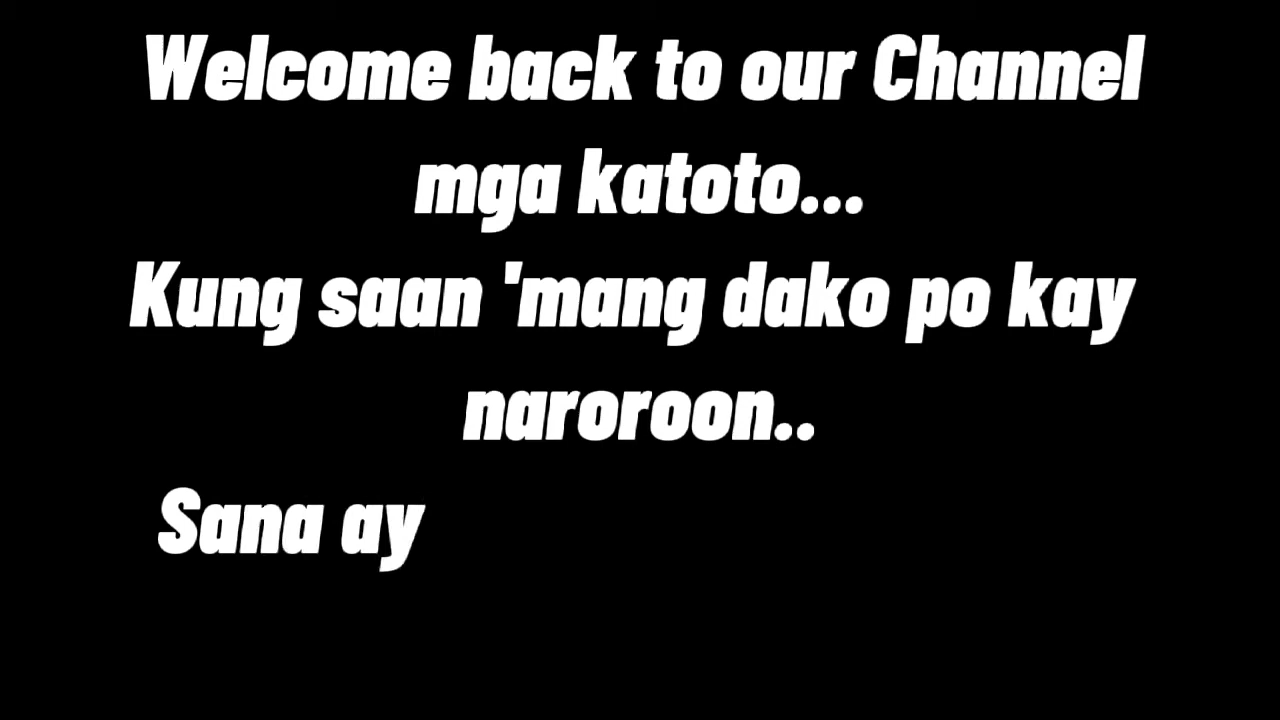 Welcome back to our Channel
mga katoto...
Kung saan 'mang dako po kay
naroroon..
Sana ay